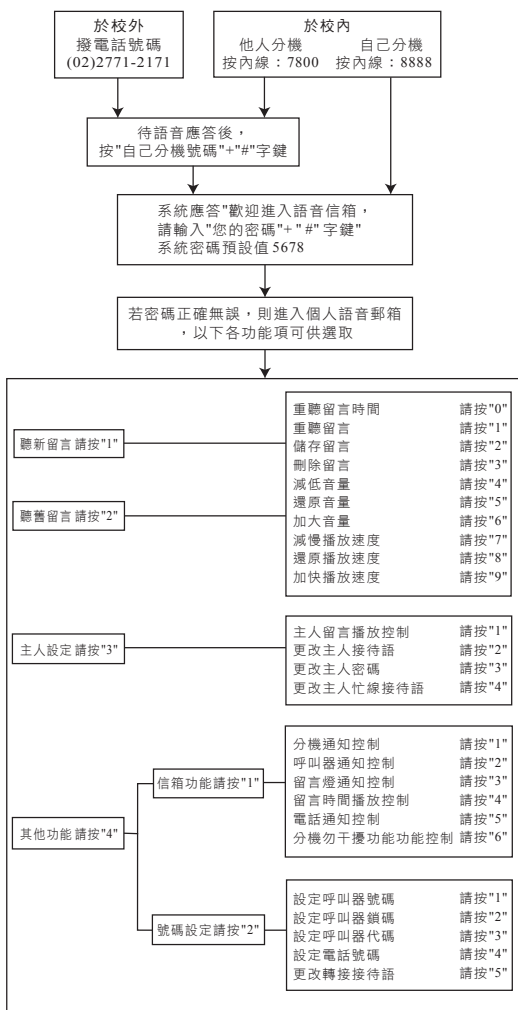 於校外
撥電話號碼
(02)2771-2171
於校內
他人分機 自己分機
按內線：7800 按內線：8888
待語音應答後，
按"自己分機號碼"+"#"字鍵
系統應答"歡迎進入語音信箱，
請輸入"您的密碼"+"#"字鍵"
系統密碼預設值5678
若密碼正確無誤，則進入個人語音郵箱
，以下各功能項可供選取
聽新留言請按"1"
聽舊留言請按"2"
重聽留言時間 請按"0"
重聽留言 請按"1"
儲存留言 請按"2"
刪除留言 請按"3"
減低音量 請按"4"
還原音量 請按"5"
加大音量 請按"6"
減慢播放速度 請按"7"
還原播放速度 請按"8"
加快播放速度 請按"9"
主人設定請按"3"
主人留言播放控制 請按"1"
更改主人接待語 請按"2"
更改主人密碼 請按"3"
更改主人忙線接待語 請按"4"
其他功能請按"4"
信箱功能請按"1"
分機通知控制 請按"1"
呼叫器通知控制 請按"2"
留言燈通知控制 請按"3"
留言時間播放控制 請按"4"
電話通知控制 請按"5"
分機勿干擾功能功能控制 請按"6"
號碼設定請按"2"
設定呼叫器號碼 請按"1"
設定呼叫器鎖碼 請按"2"
設定呼叫器代碼 請按"3"
設定電話號碼 請按"4"
更改轉接接待語 請按"5"